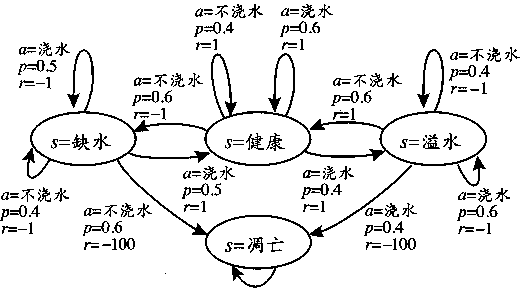 a=不浇水
p=0.4
r=1
a=浇水
p=0.6
r=1
a=浇水
p=0.5
r=-1
a=不浇水
p=0.4
r=-1
a=不浇水
p=0.6
r=-1
a=不浇水
p=0.6
r=1
s=缺水
s=健康
s=溢水
a=不浇水
p=0.4
r=-1
a=不浇水
p=0.6
r=-100
a=浇水
p=0.5
r=1
a=浇水
p=0.4
r=1
a=浇水
p=0.4
r=-100
a=浇水
p=0.6
r=-1
s=凋亡